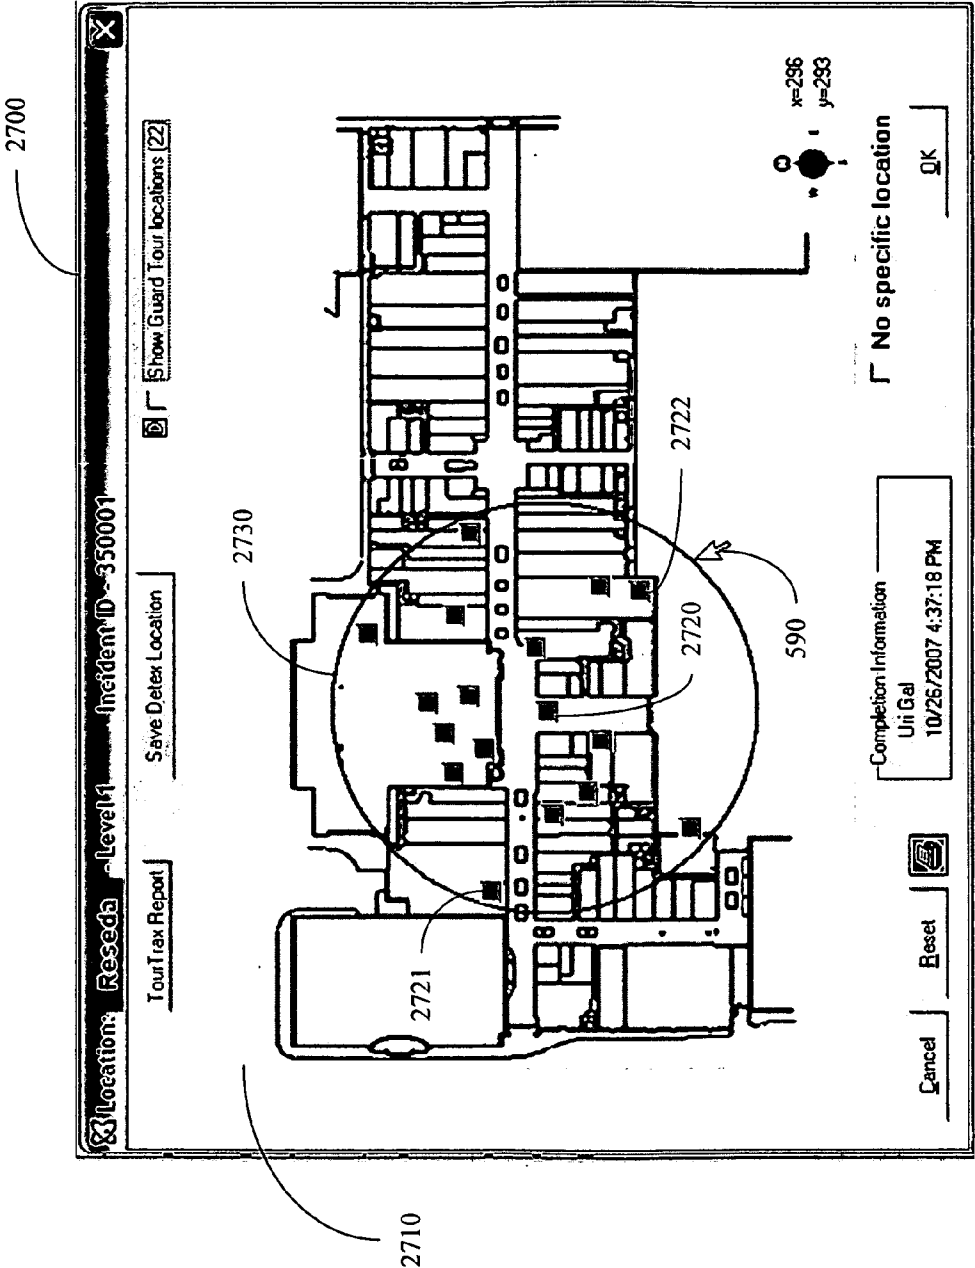 2700
Location: Reseda - Level 1 Incident ID - 350001
TourTrax Report
Save Detex Location
Show Guard Tour locations (22)
2730
2710
2721
2720
2722
590
x=296
y=293
W
No specific location
Completion Information
Uri Gal
10/26/2007 4:37:18 PM
Cancel
Reset
OK